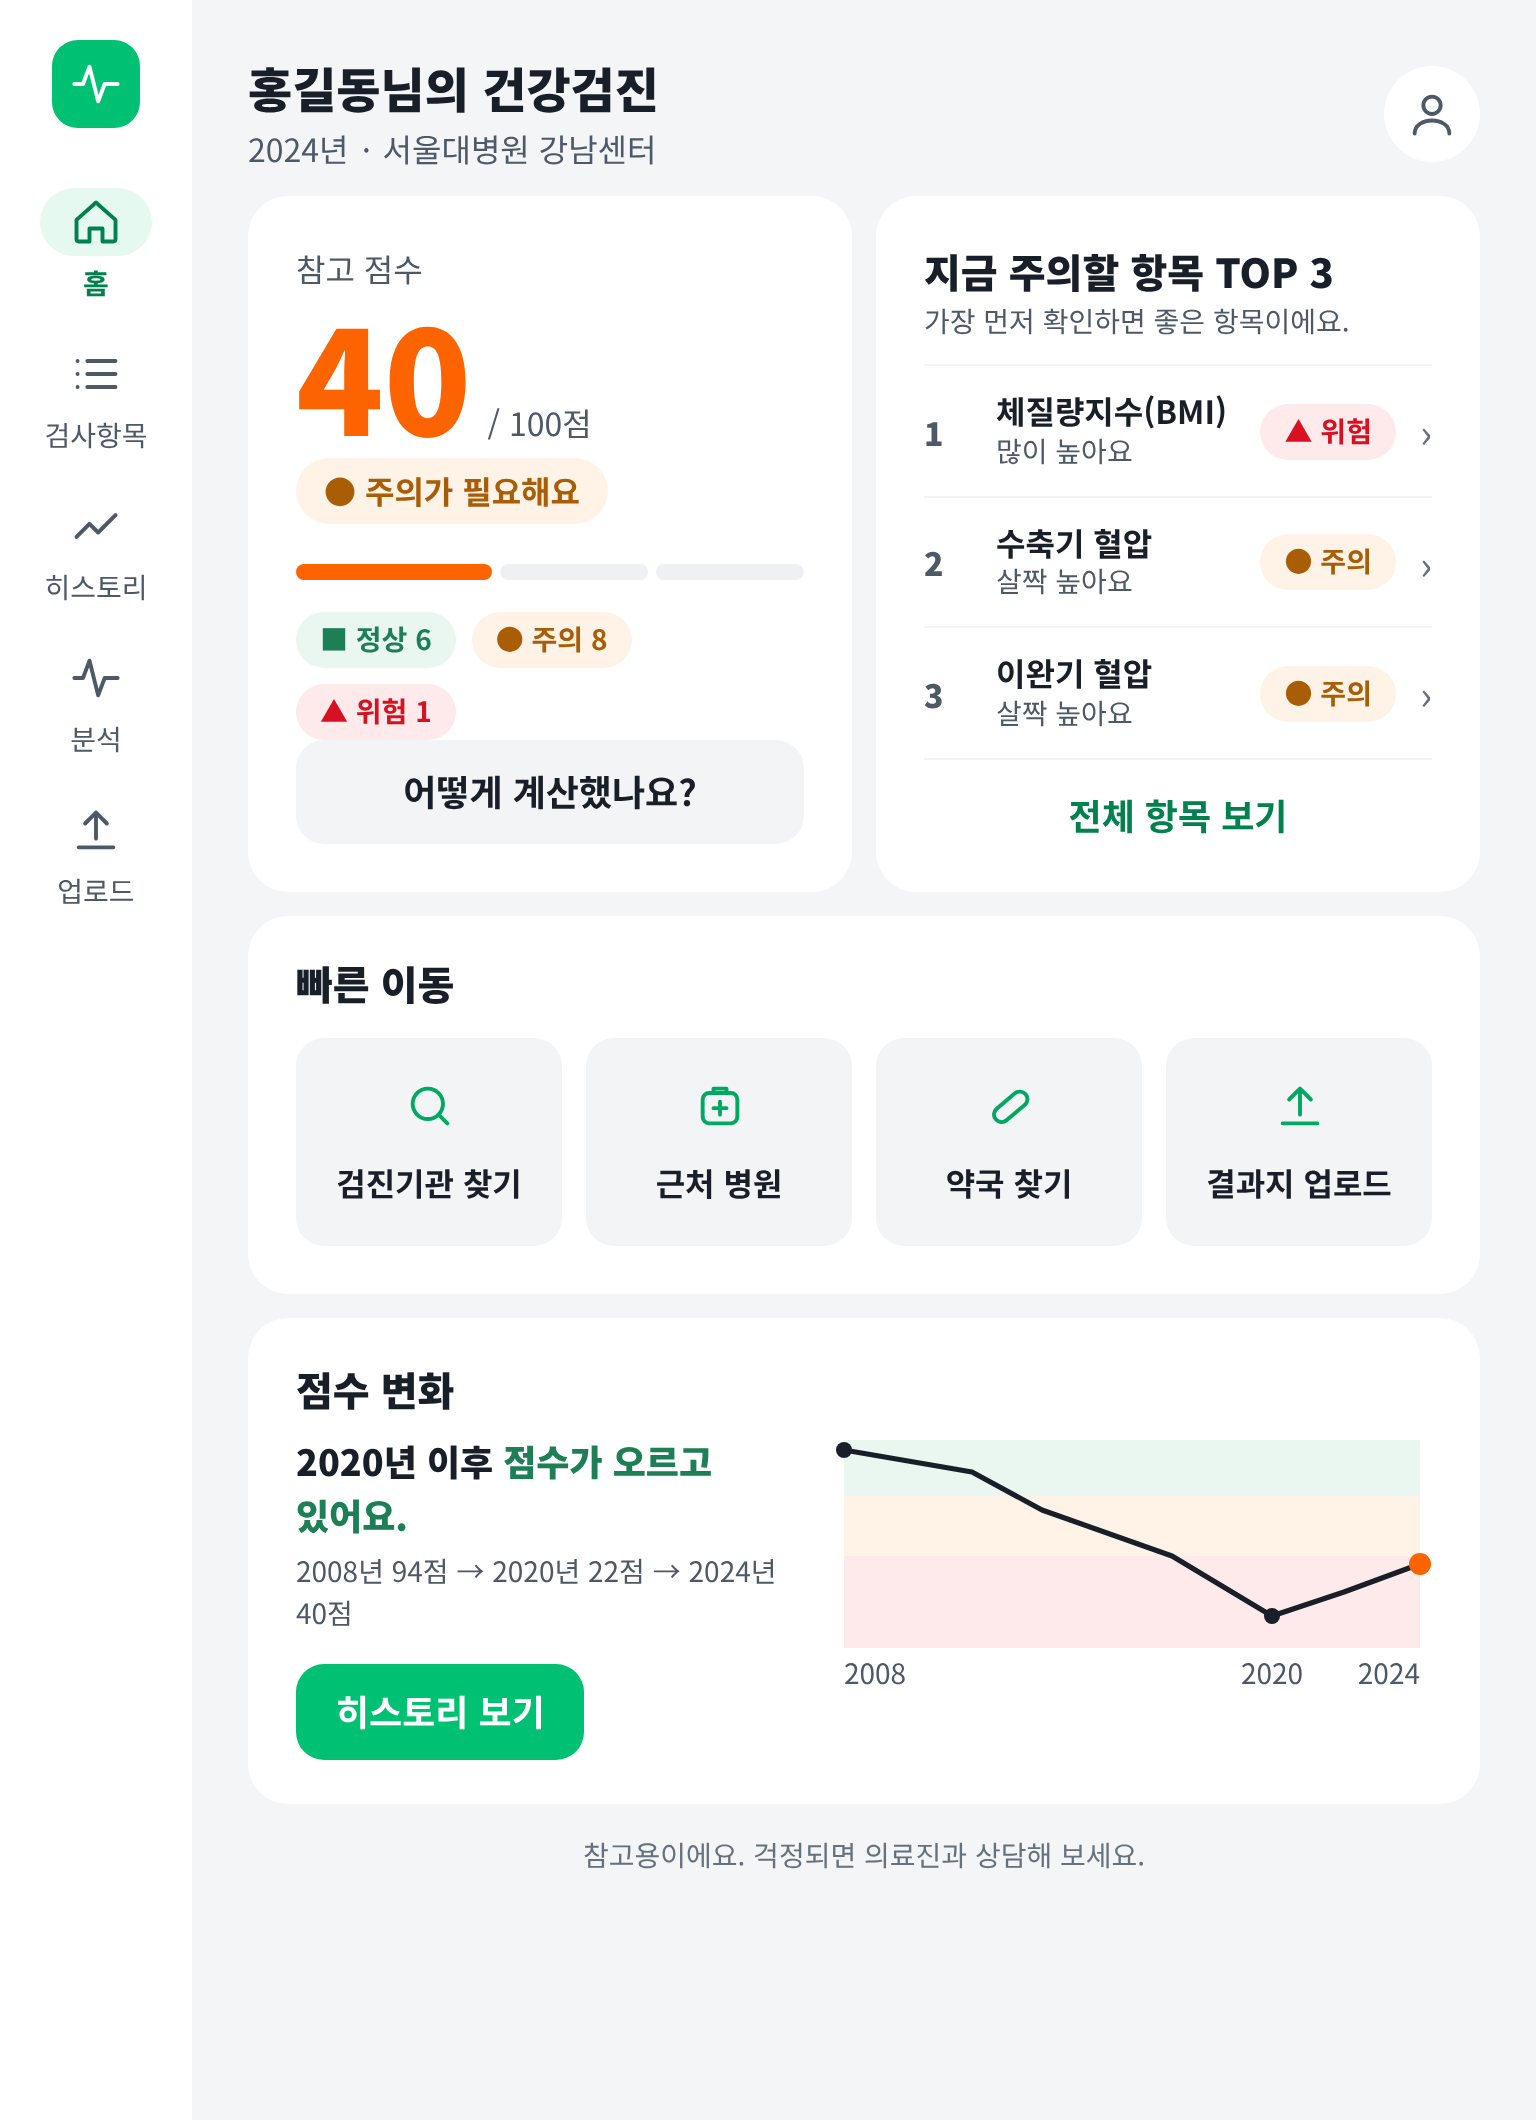 홍길동님의 건강검진
2024년 · 서울대병원 강남센터
홈
검사항목
히스토리
분석
업로드
참고 점수
40 / 100점
● 주의가 필요해요
■ 정상 6
● 주의 8
▲ 위험 1
어떻게 계산했나요?
지금 주의할 항목 TOP 3
가장 먼저 확인하면 좋은 항목이에요.
1 체질량지수(BMI) ▲ 위험 ›
많이 높아요
2 수축기 혈압 ● 주의 ›
살짝 높아요
3 이완기 혈압 ● 주의 ›
살짝 높아요
전체 항목 보기
빠른 이동
검진기관 찾기
근처 병원
약국 찾기
결과지 업로드
점수 변화
2020년 이후 점수가 오르고
있어요.
2008년 94점 → 2020년 22점 → 2024년
40점
히스토리 보기
2008 2020 2024
참고용이에요. 걱정되면 의료진과 상담해 보세요.